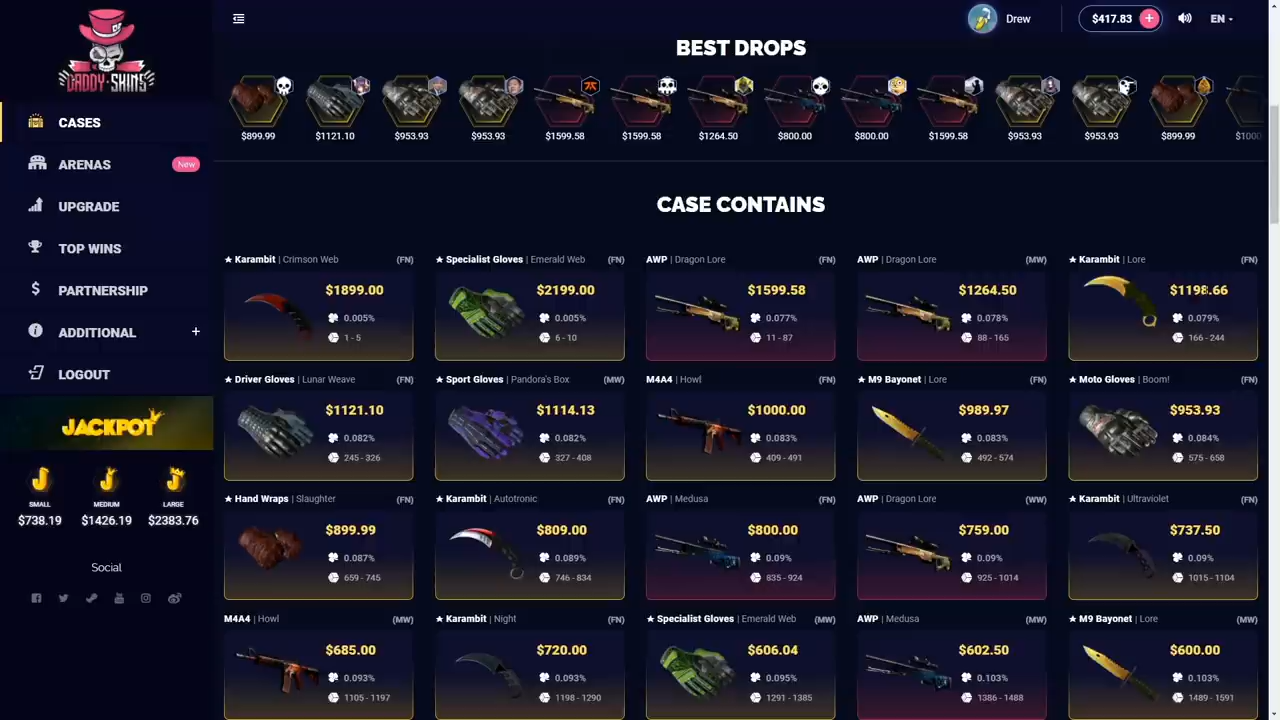 Drew
$417.83
EN
DADDY-SKINS
CASES
ARENAS
New
UPGRADE
TOP WINS
PARTNERSHIP
$
ADDITIONAL
+
LOGOUT
JACKPOT
J J J
SMALL MEDIUM LARGE
$738.19 $1426.19 $2383.76
Social
BEST DROPS
$899.99 $1121.10 $953.93 $953.93 $1599.58 $1599.58 $1264.50 $800.00 $800.00 $1599.58 $953.93 $953.93 $899.99 $1000
CASE CONTAINS
★ Karambit | Crimson Web (FN)
$1899.00
0.005%
1 - 5
★ Specialist Gloves | Emerald Web (FN)
$2199.00
0.005%
6 - 10
AWP | Dragon Lore (FN)
$1599.58
0.077%
11 - 87
AWP | Dragon Lore (MW)
$1264.50
0.078%
88 - 165
★ Karambit | Lore (FN)
$1198.66
0.079%
166 - 244
★ Driver Gloves | Lunar Weave (FN)
$1121.10
0.082%
245 - 326
★ Sport Gloves | Pandora's Box (MW)
$1114.13
0.082%
327 - 408
M4A4 | Howl (FN)
$1000.00
0.083%
409 - 491
★ M9 Bayonet | Lore (FN)
$989.97
0.083%
492 - 574
★ Moto Gloves | Boom! (FN)
$953.93
0.084%
575 - 658
★ Hand Wraps | Slaughter (FN)
$899.99
0.087%
659 - 745
★ Karambit | Autotronic (FN)
$809.00
0.089%
746 - 834
AWP | Medusa (FN)
$800.00
0.09%
835 - 924
AWP | Dragon Lore (WW)
$759.00
0.09%
925 - 1014
★ Karambit | Ultraviolet (FN)
$737.50
0.09%
1015 - 1104
M4A4 | Howl (MW)
$685.00
0.093%
1105 - 1197
★ Karambit | Night (FN)
$720.00
0.093%
1198 - 1290
★ Specialist Gloves | Emerald Web (MW)
$606.04
0.095%
1291 - 1385
AWP | Medusa (MW)
$602.50
0.103%
1386 - 1488
★ M9 Bayonet | Lore (MW)
$600.00
0.103%
1489 - 1591